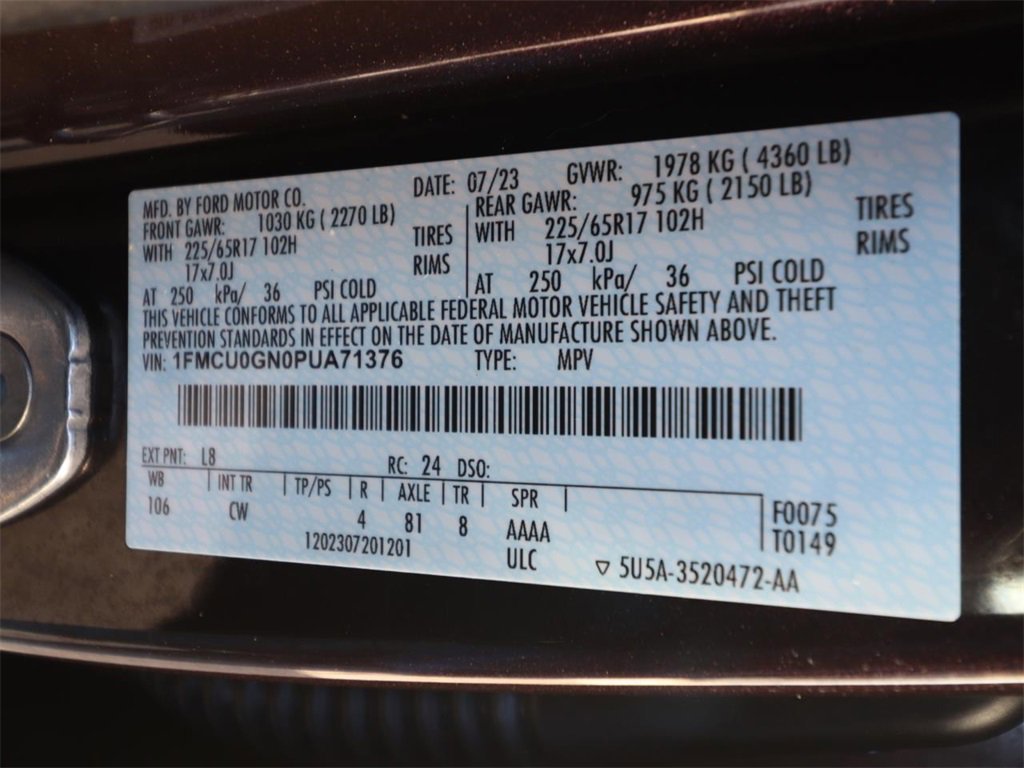 MFD. BY FORD MOTOR CO. DATE: 07/23 GVWR: 1978 KG ( 4360 LB)
FRONT GAWR: 1030 KG ( 2270 LB) REAR GAWR: 975 KG ( 2150 LB)
WITH 225/65R17 102H TIRES WITH 225/65R17 102H TIRES
17x7.0J RIMS 17x7.0J RIMS
AT 250 kPa/ 36 PSI COLD AT 250 kPa/ 36 PSI COLD
THIS VEHICLE CONFORMS TO ALL APPLICABLE FEDERAL MOTOR VEHICLE SAFETY AND THEFT
PREVENTION STANDARDS IN EFFECT ON THE DATE OF MANUFACTURE SHOWN ABOVE.
VIN: 1FMCU0GN0PUA71376 TYPE: MPV
EXT PNT: L8 RC: 24 DSO:
WB INT TR TP/PS R AXLE TR SPR F0075
106 CW 4 81 8 AAAA T0149
1202307201201 ULC ▽ 5U5A-3520472-AA